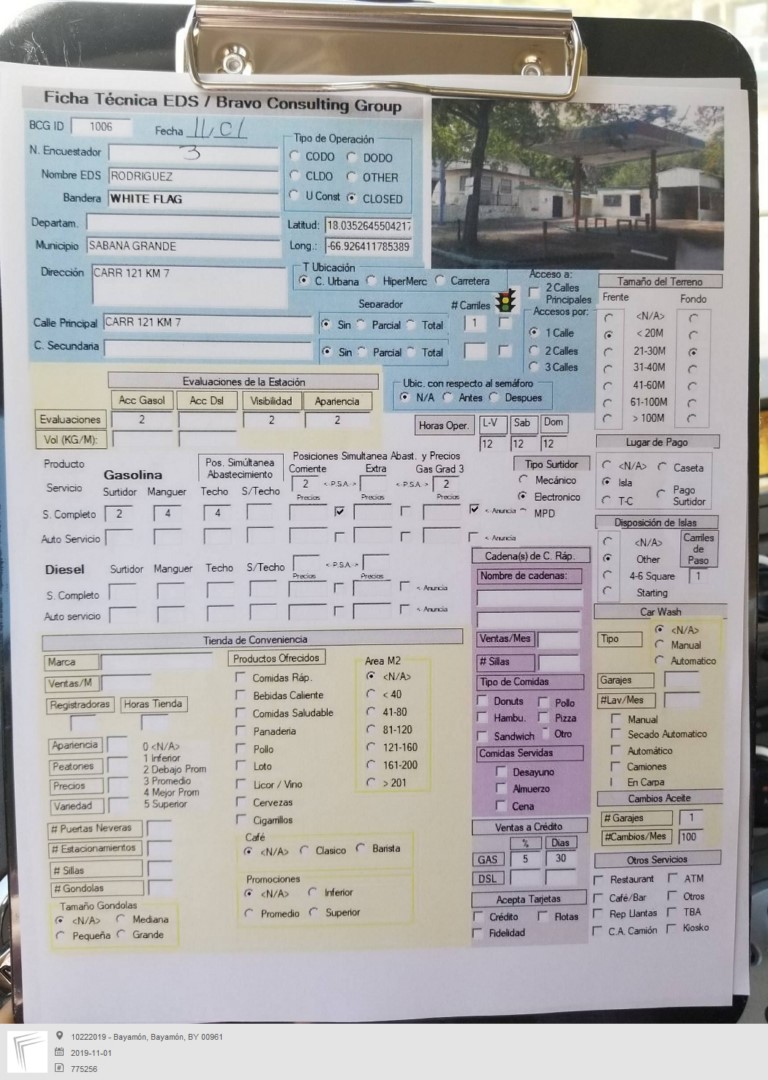 Ficha Técnica EDS / Bravo Consulting Group
BCG ID 1006 Fecha 11/01
N. Encuestador 3
Nombre EDS RODRIGUEZ
Bandera WHITE FLAG
Tipo de Operación
CODO DODO
CLDO OTHER
U Const CLOSED
Departam.
Municipio SABANA GRANDE
Latitud: 18.0352645504217
Long.: -66.926411785389
Dirección CARR 121 KM 7
T Ubicación
C. Urbana HiperMerc Carretera
Separador # Carriles
Calle Principal CARR 121 KM 7 Sin Parcial Total 1
C. Secundaria Sin Parcial Total
Acceso a:
2 Calles
Principales
Accesos por:
1 Calle
2 Calles
3 Calles
Tamaño del Terreno
Frente Fondo
<N/A>
< 20M
21-30M
31-40M
41-60M
61-100M
> 100M
Evaluaciones de la Estación
Acc Gasol Acc Dsl Visibilidad Apariencia
Evaluaciones 2 2 2
Vol (KG/M):
Ubic. con respecto al semáforo
N/A Antes Despues
Horas Oper. L-V Sab Dom
12 12 12
Lugar de Pago
<N/A> Caseta
Isla
T-C Pago
Surtidor
Producto
Servicio
Gasolina
Surtidor Manguer
Pos. Simúltanea
Abastecimiento
Techo S/Techo
Posiciones Simultanea Abast. y Precios
Corriente Extra Gas Grad 3
2 < P.S.A. > < P.S.A. > 2
Precios Precios Precios
S. Completo 2 4 4 < Anuncia
Auto Servicio < Anuncia
Tipo Surtidor
Mecánico
Electronico
MPD
Disposición de Islas
<N/A>
Other
4-6 Square
Starting
Carriles
de
Paso
1
Diesel Surtidor Manguer Techo S/Techo < P.S.A. >
Precios Precios
S. Completo < Anuncia
Auto servicio < Anuncia
Cadena(s) de C. Ráp.
Nombre de cadenas:
Ventas/Mes
# Sillas
Tipo de Comidas
Donuts Pollo
Hambu. Pizza
Sandwich Otro
Comidas Servidas
Desayuno
Almuerzo
Cena
Car Wash
Tipo <N/A>
Manual
Automatico
Garajes
#Lav/Mes
Manual
Secado Automatico
Automático
Camiones
En Carpa
Tienda de Conveniencia
Marca
Ventas/M
Registradoras Horas Tienda
Apariencia
Peatones
Precios
Variedad
0 <N/A>
1 Inferior
2 Debajo Prom
3 Promedio
4 Mejor Prom
5 Superior
# Puertas Neveras
# Estacionamientos
# Sillas
# Gondolas
Tamaño Gondolas
<N/A> Mediana
Pequeña Grande
Productos Ofrecidos
Comidas Ráp.
Bebidas Caliente
Comidas Saludable
Panaderia
Pollo
Loto
Licor / Vino
Cervezas
Cigarrillos
Area M2
<N/A>
< 40
41-80
81-120
121-160
161-200
> 201
Café
<N/A> Clasico Barista
Promociones
<N/A> Inferior
Promedio Superior
Ventas a Crédito
% Dias
GAS 5 30
DSL
Acepta Tarjetas
Crédito Flotas
Fidelidad
Cambios Aceite
# Garajes 1
#Cambios/Mes 100
Otros Servicios
Restaurant ATM
Café/Bar Otros
Rep Llantas TBA
C.A. Camión Kiosko
10222019 - Bayamón, Bayamón, BY 00961
2019-11-01
775256